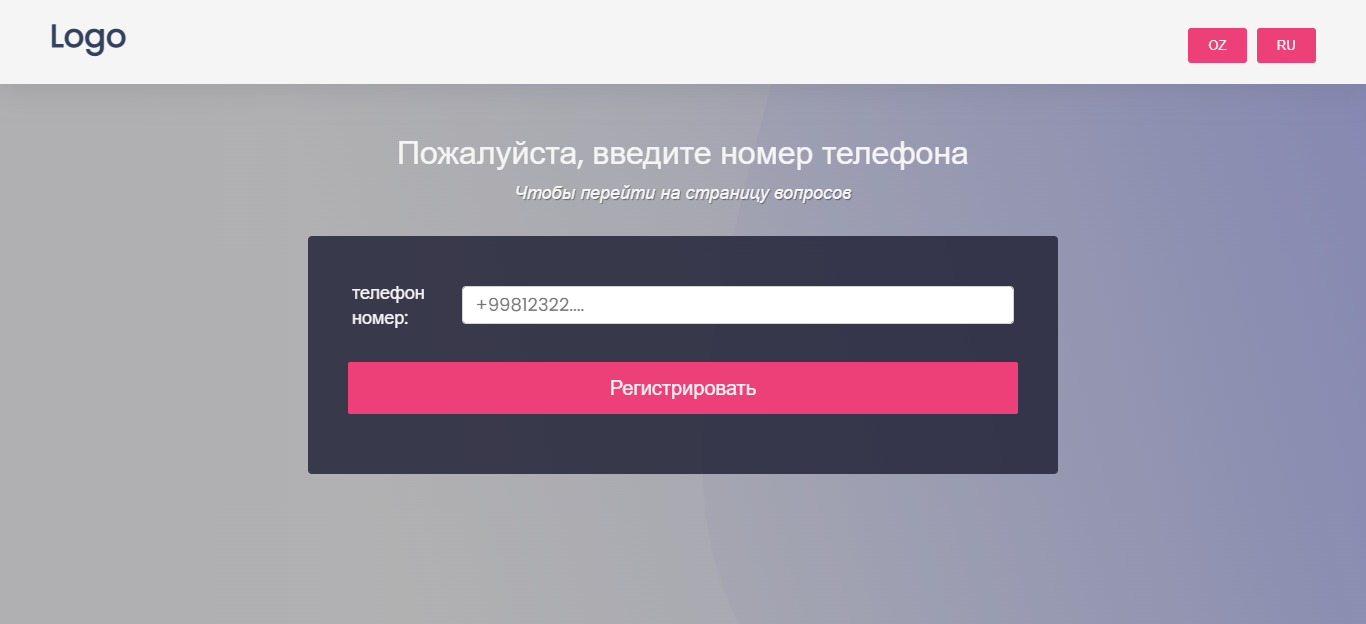 Logo
OZ
RU
Пожалуйста, введите номер телефона
Чтобы перейти на страницу вопросов
телефон
номер:
+99812322....
Регистрировать